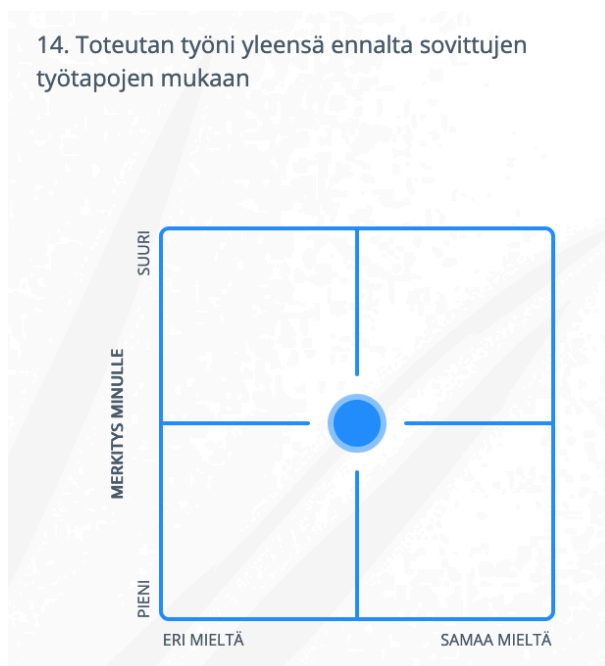 14. Toteutan työni yleensä ennalta sovittujen
työtapojen mukaan
SUURI
MERKITYS MINULLE
PIENI
ERI MIELTÄ
SAMAA MIELTÄ